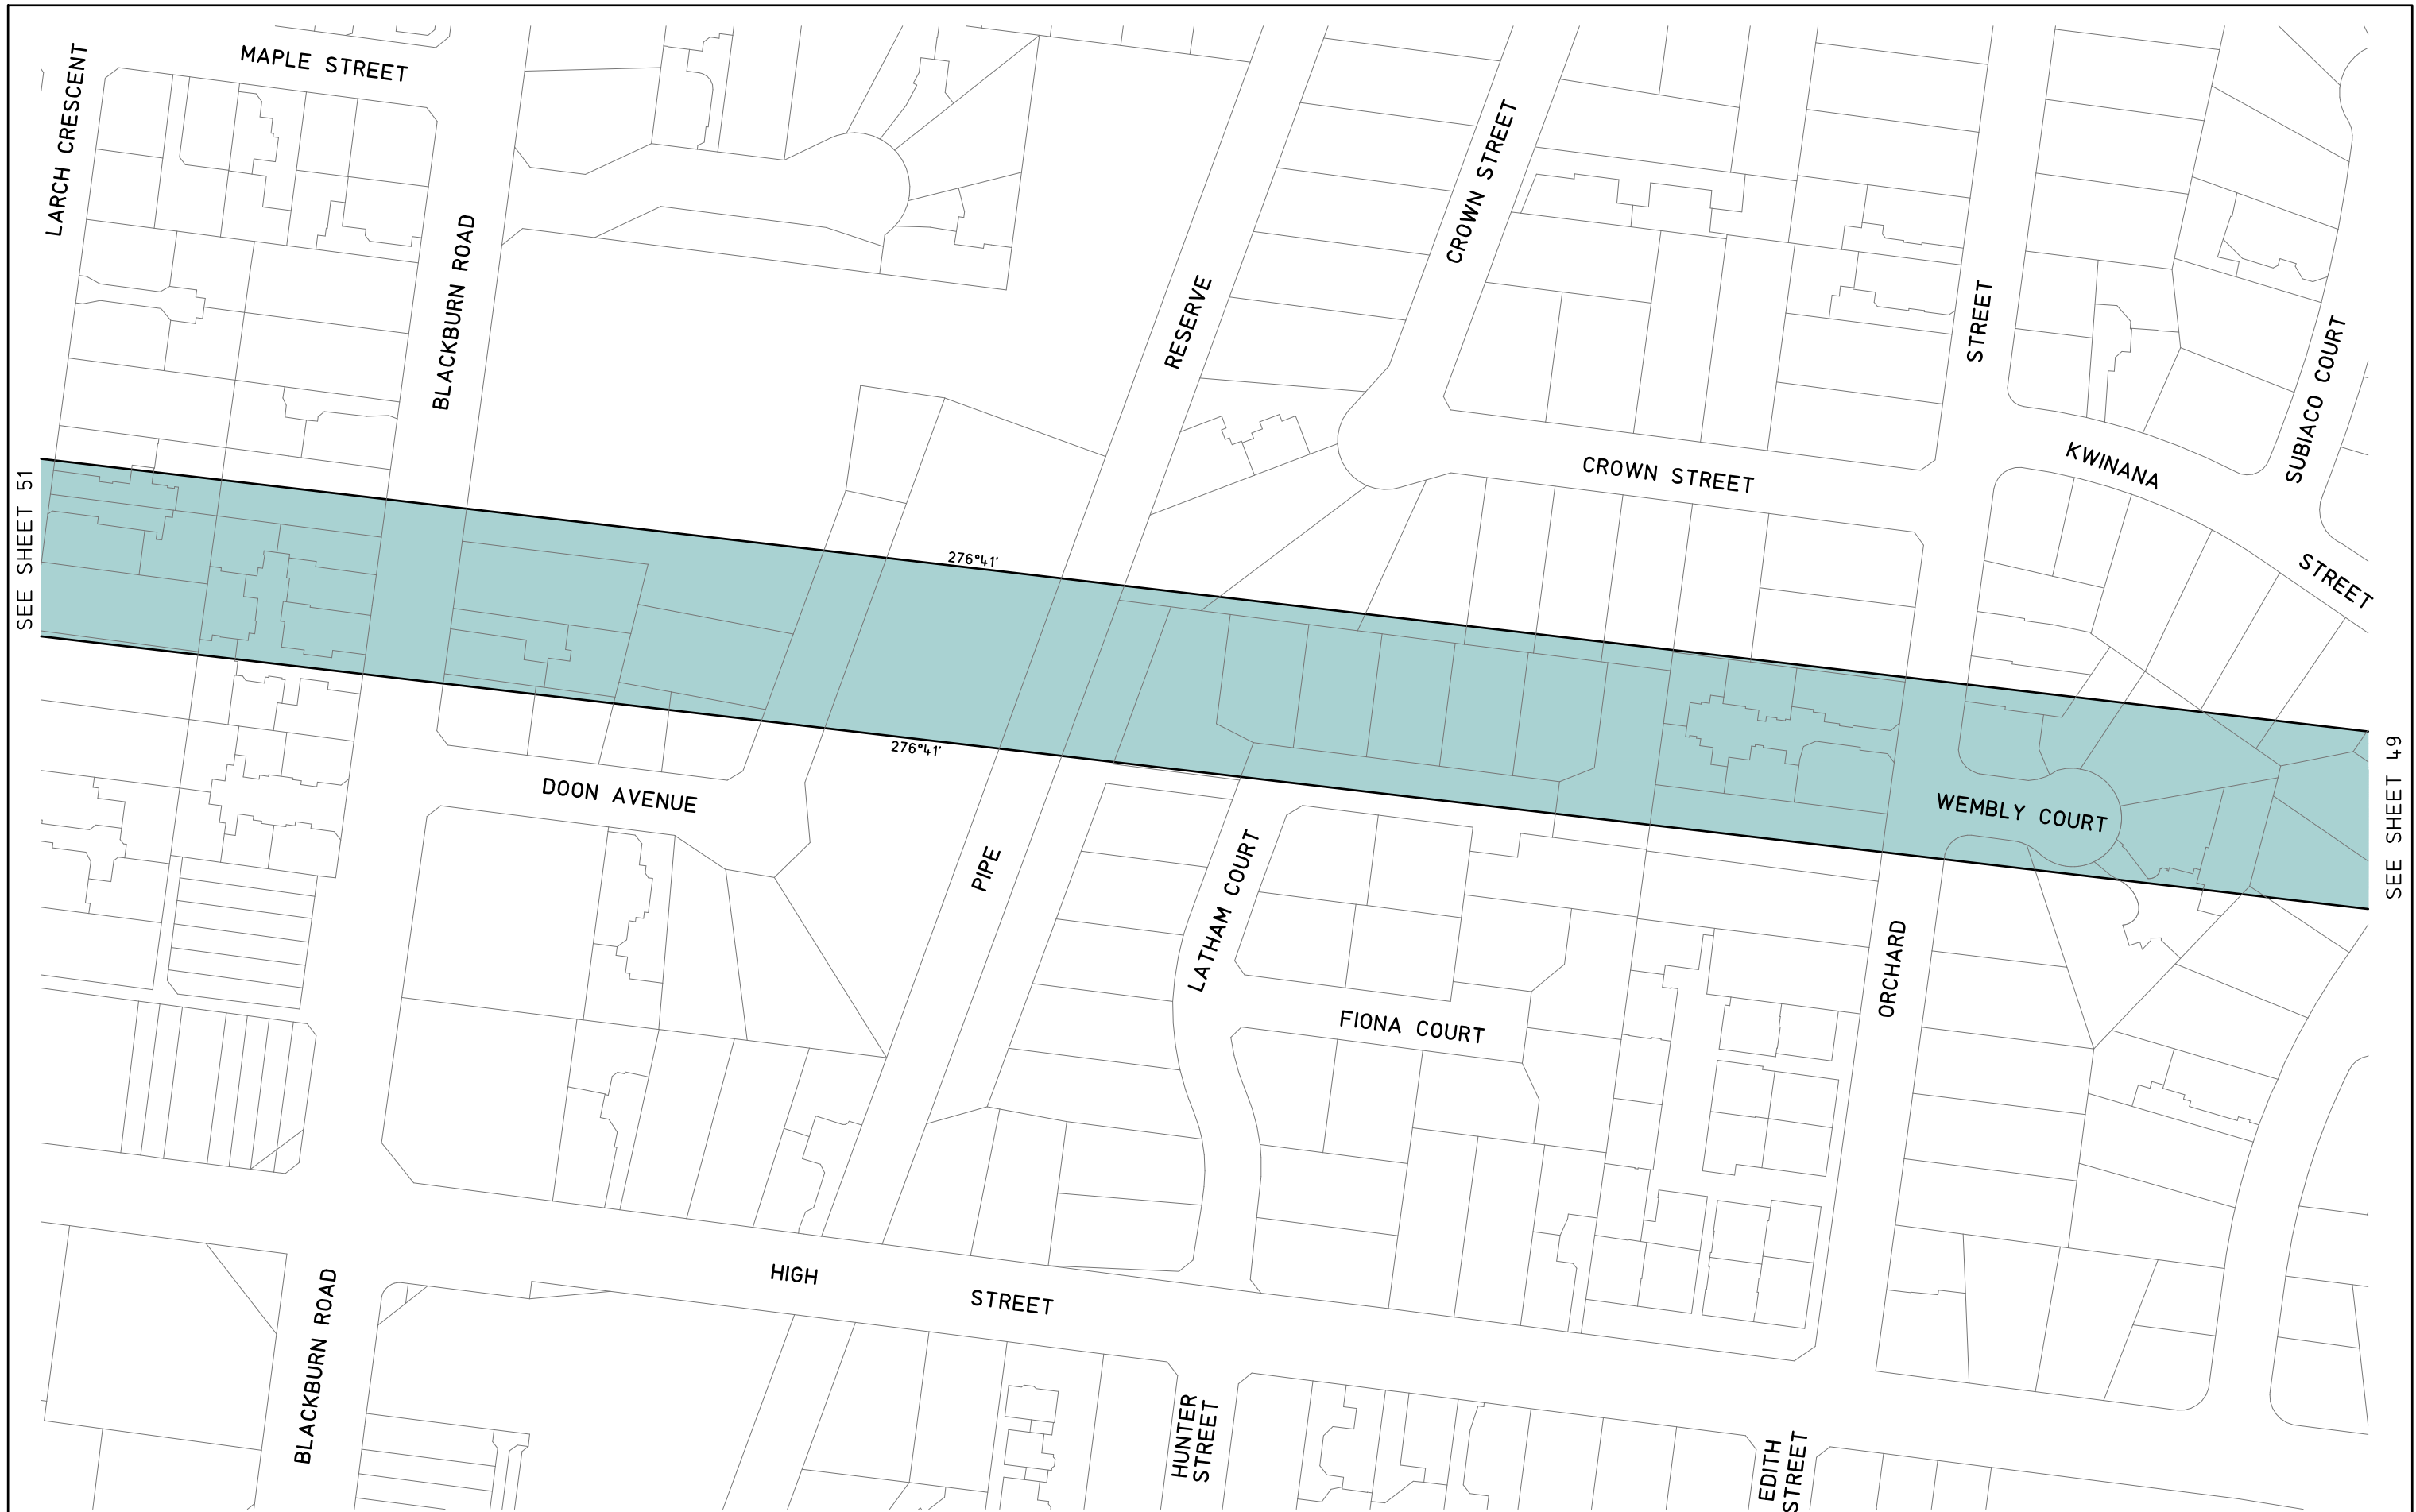 MAPLE STREET
LARCH CRESCENT
BLACKBURN ROAD
RESERVE
CROWN STREET
STREET
SUBIACO COURT
KWINANA
STREET
CROWN STREET
SEE SHEET 51
276°41'
276°41'
DOON AVENUE
WEMBLY COURT
SEE SHEET 49
PIPE
LATHAM COURT
ORCHARD
FIONA COURT
HIGH
STREET
BLACKBURN ROAD
HUNTER
STREET
EDITH
STREET